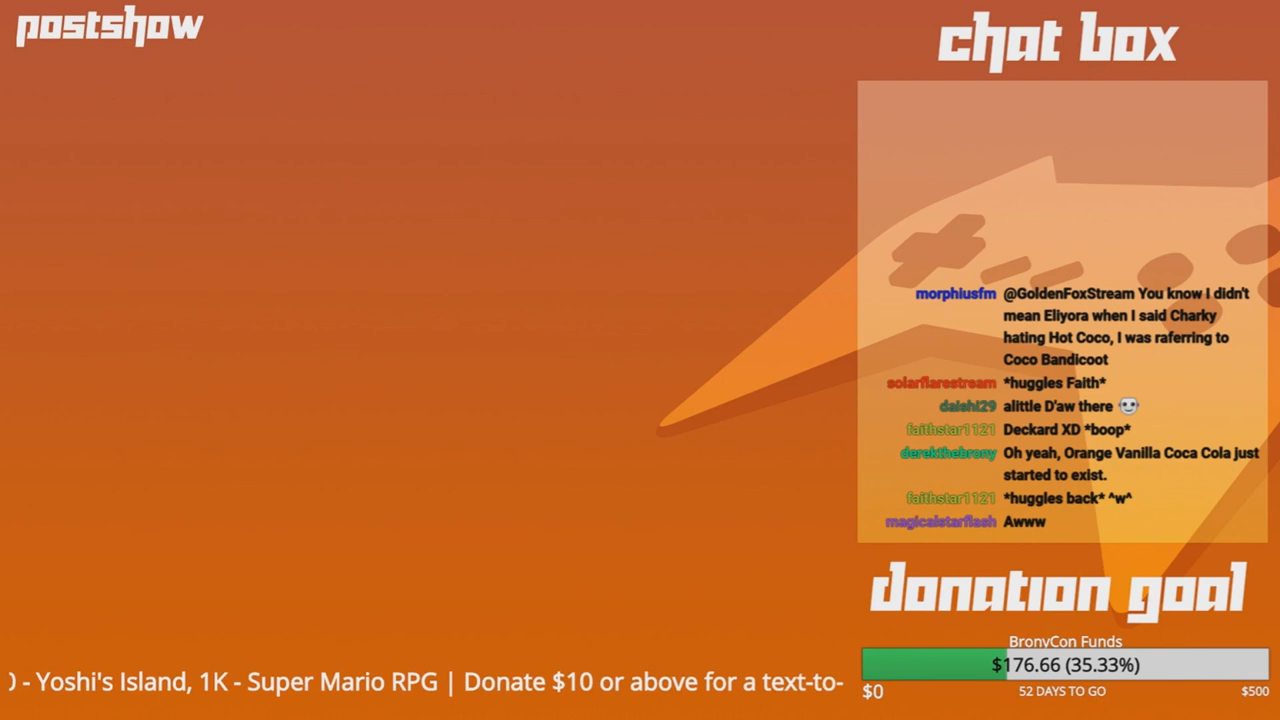 postshow
chat box
morphiusfm @GoldenFoxStream You know I didn't
mean Eliyora when I said Charky
hating Hot Coco, I was raferring to
Coco Bandicoot
solarflarestream *huggles Faith*
daishi29 alittle D'aw there
faithstar1121 Deckard XD *boop*
derekthebrony Oh yeah, Orange Vanilla Coca Cola just
started to exist.
faithstar1121 *huggles back* ^w^
magicalstarflash Awww
donation goal
BronyCon Funds
$176.66 (35.33%)
$0 52 DAYS TO GO $500
- Yoshi's Island, 1K - Super Mario RPG | Donate $10 or above for a text-to-